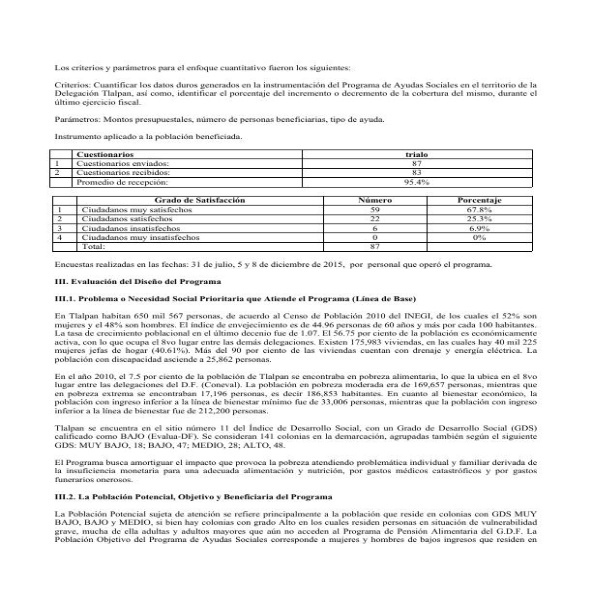 Los criterios y parámetros para el enfoque cuantitativo fueron los siguientes:
Criterios: Cuantificar los datos duros generados en la instrumentación del Programa de Ayudas Sociales en el territorio de la
Delegación Tlalpan, así como, identificar el porcentaje del incremento o decremento de la cobertura del mismo, durante el
último ejercicio fiscal.
Parámetros: Montos presupuestales, número de personas beneficiarias, tipo de ayuda.
Instrumento aplicado a la población beneficiada.
Cuestionarios trialo
1 Cuestionarios enviados: 87
2 Cuestionarios recibidos: 83
Promedio de recepción: 95.4%
Grado de Satisfacción Número Porcentaje
1 Ciudadanos muy satisfechos 59 67.8%
2 Ciudadanos satisfechos 22 25.3%
3 Ciudadanos insatisfechos 6 6.9%
4 Ciudadanos muy insatisfechos 0 0%
Total: 87
Encuestas realizadas en las fechas: 31 de julio, 5 y 8 de diciembre de 2015, por personal que operó el programa.
III. Evaluación del Diseño del Programa
III.1. Problema o Necesidad Social Prioritaria que Atiende el Programa (Línea de Base)
En Tlalpan habitan 650 mil 567 personas, de acuerdo al Censo de Población 2010 del INEGI, de los cuales el 52% son
mujeres y el 48% son hombres. El índice de envejecimiento es de 44.96 personas de 60 años y más por cada 100 habitantes.
La tasa de crecimiento poblacional en el último decenio fue de 1.07. El 56.75 por ciento de la población es económicamente
activa, con lo que ocupa el 8vo lugar entre las demás delegaciones. Existen 175,983 viviendas, en las cuales hay 40 mil 225
mujeres jefas de hogar (40.61%). Más del 90 por ciento de las viviendas cuentan con drenaje y energía eléctrica. La
población con discapacidad asciende a 25,862 personas.
En el año 2010, el 7.5 por ciento de la población de Tlalpan se encontraba en pobreza alimentaria, lo que la ubica en el 8vo
lugar entre las delegaciones del D.F. (Coneval). La población en pobreza moderada era de 169,657 personas, mientras que
en pobreza extrema se encontraban 17,196 personas, es decir 186,853 habitantes. En cuanto al bienestar económico, la
población con ingreso inferior a la línea de bienestar mínimo fue de 33,006 personas, mientras que la población con ingreso
inferior a la línea de bienestar fue de 212,200 personas.
Tlalpan se encuentra en el sitio número 11 del Índice de Desarrollo Social, con un Grado de Desarrollo Social (GDS)
calificado como BAJO (Evalua-DF). Se consideran 141 colonias en la demarcación, agrupadas también según el siguiente
GDS: MUY BAJO, 18; BAJO, 47; MEDIO, 28; ALTO, 48.
El Programa busca amortiguar el impacto que provoca la pobreza atendiendo problemática individual y familiar derivada de
la insuficiencia monetaria para una adecuada alimentación y nutrición, por gastos médicos catastróficos y por gastos
funerarios onerosos.
III.2. La Población Potencial, Objetivo y Beneficiaria del Programa
La Población Potencial sujeta de atención se refiere principalmente a la población que reside en colonias con GDS MUY
BAJO, BAJO y MEDIO, si bien hay colonias con grado Alto en los cuales residen personas en situación de vulnerabilidad
grave, mucha de ella adultas y adultos mayores que aún no acceden al Programa de Pensión Alimentaria del G.D.F. La
Población Objetivo del Programa de Ayudas Sociales corresponde a mujeres y hombres de bajos ingresos que residen en